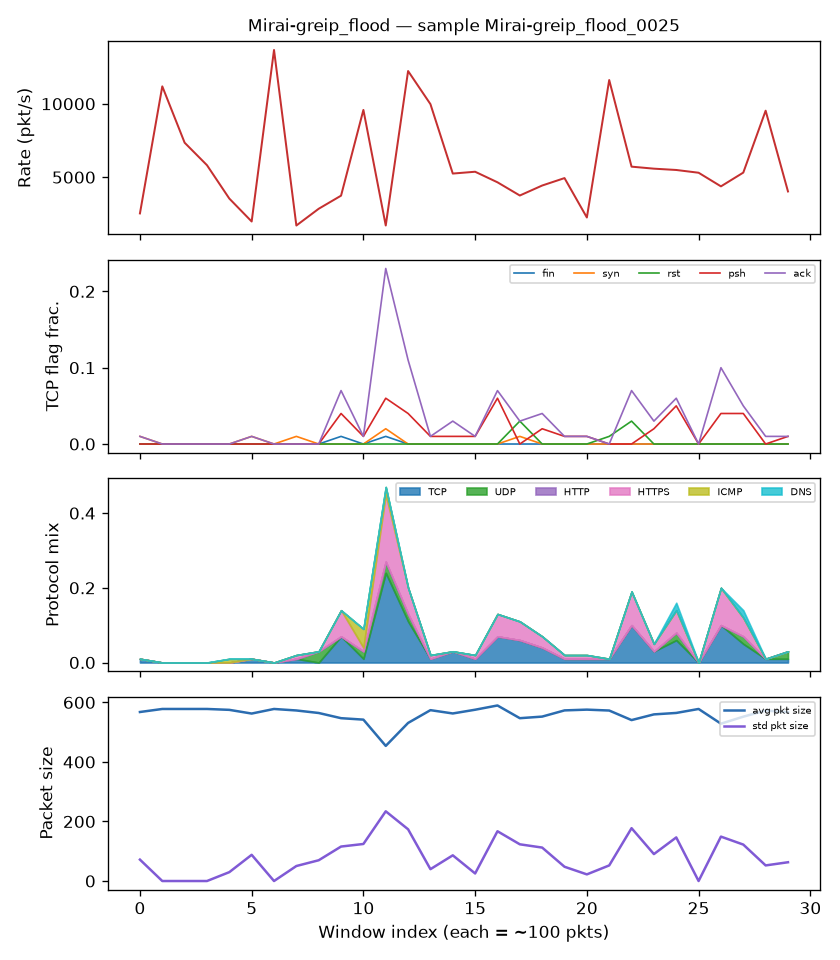 Mirai-greip_flood — sample Mirai-greip_flood_0025
Rate (pkt/s)
10000
5000
TCP flag frac.
0.2
0.1
0.0
fin syn rst psh ack
Protocol mix
0.4
0.2
0.0
TCP UDP HTTP HTTPS ICMP DNS
Packet size
600
400
200
0
avg pkt size
std pkt size
0 5 10 15 20 25 30
Window index (each = ~100 pkts)